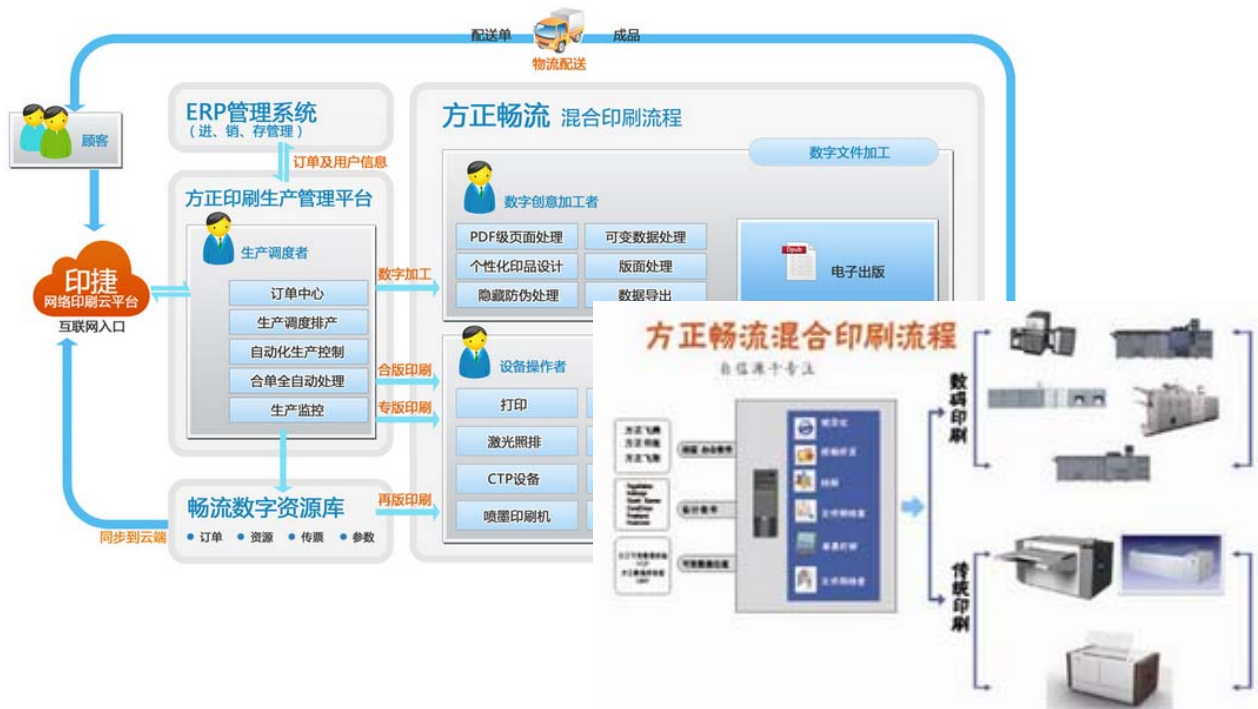 配送单
成品
物流配送
顾客
ERP管理系统
（进、销、存管理）
订单及用户信息
方正印刷生产管理平台
生产调度者
订单中心
生产调度排产
自动化生产控制
合单全自动处理
生产监控
印捷
网络印刷云平台
互联网入口
同步到云端
畅流数字资源库
• 订单 • 资源 • 传票 • 参数
数字加工
合版印刷
专版印刷
再版印刷
方正畅流 混合印刷流程
数字文件加工
数字创意加工者
PDF级页面处理
可变数据处理
个性化印品设计
版面处理
隐藏防伪处理
数据导出
电子出版
设备操作者
打印
激光照排
CTP设备
喷墨印刷机
方正畅流混合印刷流程
自信源于专注
数码印刷
传统印刷